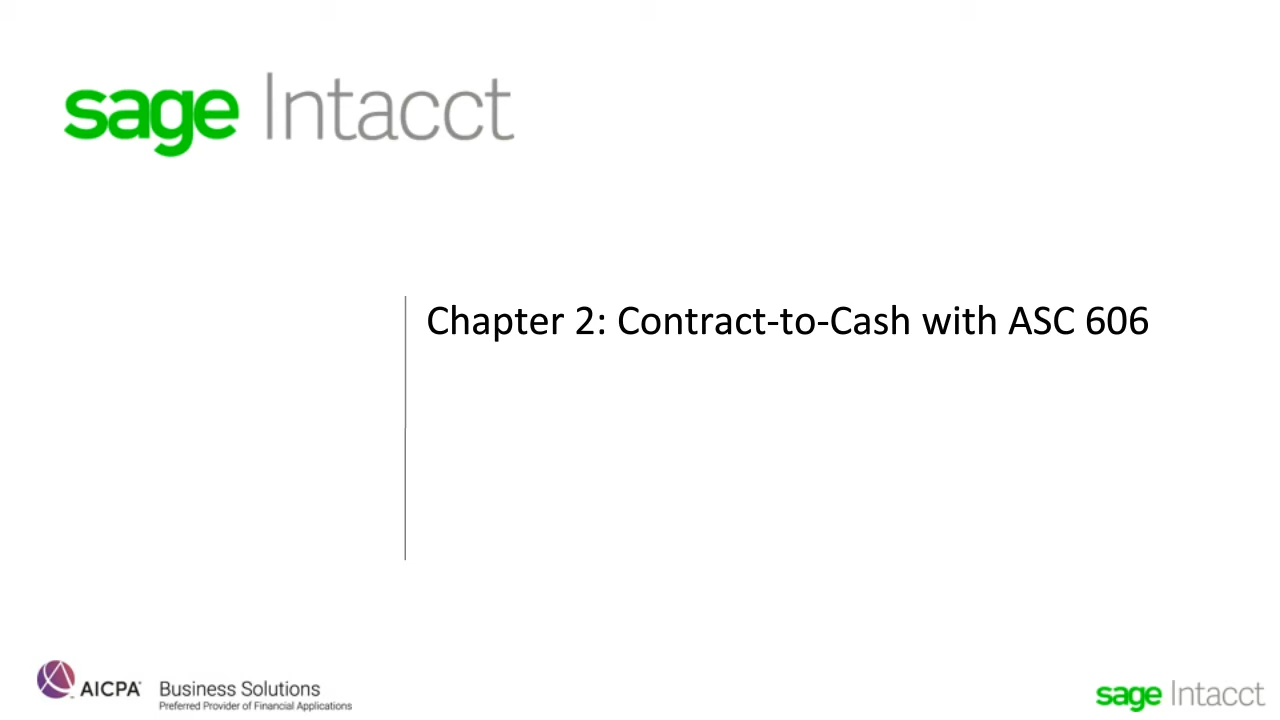 sage Intacct
Chapter 2: Contract-to-Cash with ASC 606
AICPA
Business Solutions
Preferred Provider of Financial Applications
sage Intacct